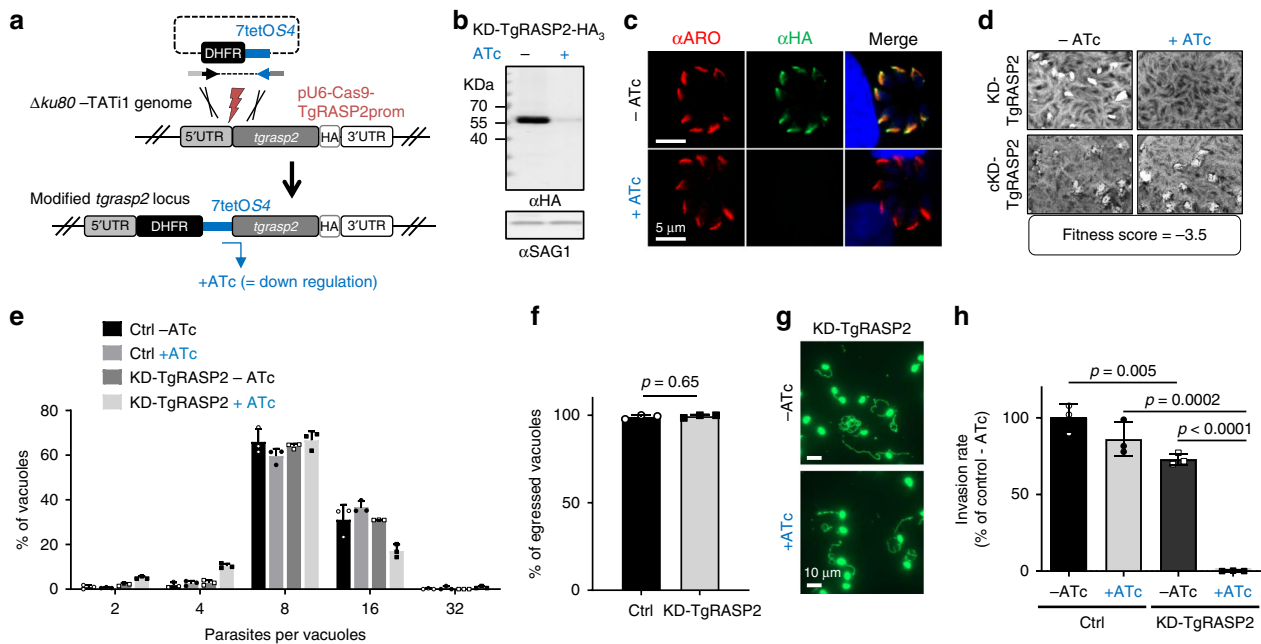 a
7tetOS4
DHFR
Δku80 –TATi1 genome
pU6-Cas9-
TgRASP2prom
5′UTR
tgrasp2
HA
3′UTR
Modified tgrasp2 locus
7tetOS4
5′UTR
DHFR
tgrasp2
HA
3′UTR
+ATc (= down regulation)
b
KD-TgRASP2-HA3
ATc – +
KDa
70
55
40
αHA
αSAG1
c
αARO αHA Merge
– ATc
+ ATc
5 µm
d
– ATc + ATc
KD-
TgRASP2
cKD-
TgRASP2
Fitness score = –3.5
e
Ctrl –ATc
Ctrl +ATc
KD-TgRASP2 – ATc
KD-TgRASP2 + ATc
% of vacuoles
80
60
40
20
0
2 4 8 16 32
Parasites per vacuoles
f
p = 0.65
% of egressed vacuoles
100
50
0
Ctrl KD-TgRASP2
g
KD-TgRASP2
–ATc
+ATc
10 µm
h
p = 0.005
p = 0.0002
p < 0.0001
Invasion rate
(% of control - ATc)
100
50
0
–ATc +ATc –ATc +ATc
Ctrl KD-TgRASP2